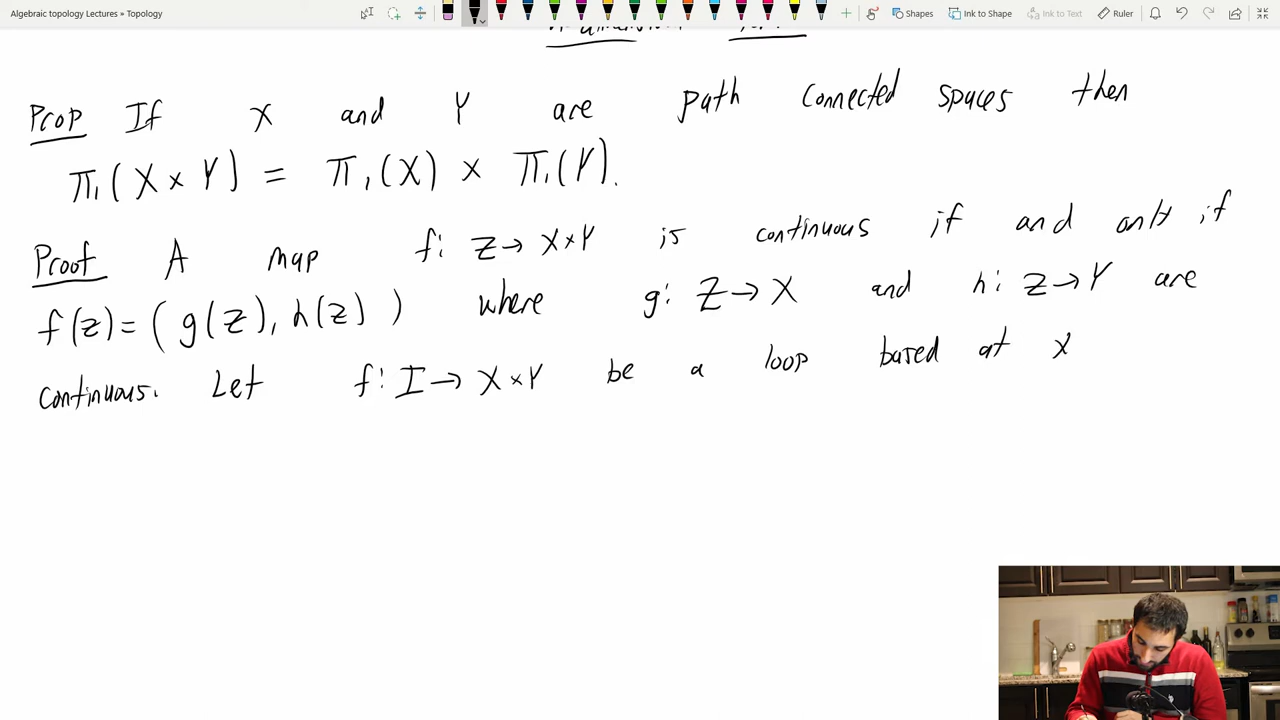 Algebraic topology Lectures » Topology
Shapes Ink to Shape Ink to Text Ruler
Prop If X and Y are path connected spaces then
π₁(X×Y) = π₁(X) × π₁(Y).
Proof A map f: Z→X×Y is continuous if and only if
f(z)=(g(z), h(z)) where g: Z→X and h: Z→Y are
continuous. Let f: I→X×Y be a loop based at X